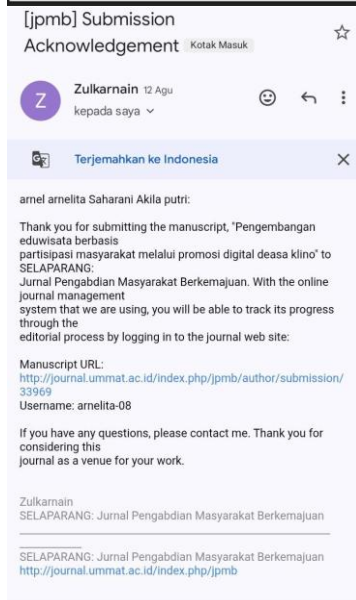 [jpmb] Submission
Acknowledgement Kotak Masuk
Z
Zulkarnain 12 Agu
kepada saya
Terjemahkan ke Indonesia
arnel arnelita Saharani Akila putri:
Thank you for submitting the manuscript, "Pengembangan
eduwisata berbasis
partisipasi masyarakat melalui promosi digital deasa klino" to
SELAPARANG:
Jurnal Pengabdian Masyarakat Berkemajuan. With the online
journal management
system that we are using, you will be able to track its progress
through the
editorial process by logging in to the journal web site:
Manuscript URL:
http://journal.ummat.ac.id/index.php/jpmb/author/submission/
33969
Username: arnelita-08
If you have any questions, please contact me. Thank you for
considering this
journal as a venue for your work.
Zulkarnain
SELAPARANG: Jurnal Pengabdian Masyarakat Berkemajuan
SELAPARANG: Jurnal Pengabdian Masyarakat Berkemajuan
http://journal.ummat.ac.id/index.php/jpmb